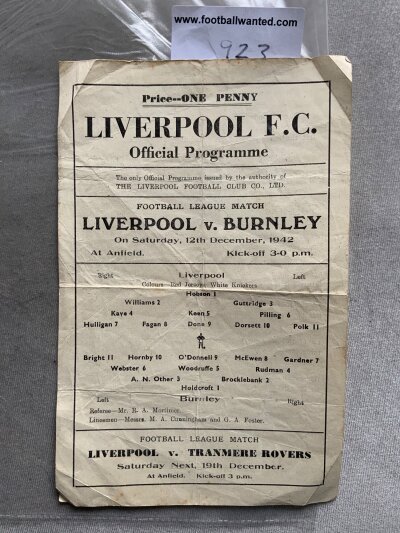 www.footballwanted.com
923
Price--ONE PENNY
LIVERPOOL F.C.
Official Programme
The only Official Programme issued by the authority of
THE LIVERPOOL FOOTBALL CLUB CO., LTD.
FOOTBALL LEAGUE MATCH
LIVERPOOL v. BURNLEY
On Saturday, 12th December, 1942
At Anfield. Kick-off 3-0 p.m.
Right Liverpool Left
Colours—Red Jerseys, White Knickers
Hobson 1
Williams 2 Guttridge 3
Kaye 4 Keen 5 Pilling 6
Hulligan 7 Fagan 8 Done 9 Dorsett 10 Polk 11
Bright 11 Hornby 10 O'Donnell 9 McEwen 8 Gardner 7
Webster 6 Woodruffe 5 Rudman 4
A. N. Other 3 Brocklebank 2
Holdcroft 1
Left Burnley Right
Referee—Mr. R. A. Mortimer.
Linesmen—Messrs. M. A. Cunningham and G. A. Foster.
FOOTBALL LEAGUE MATCH
LIVERPOOL v. TRANMERE ROVERS
Saturday Next, 19th December.
At Anfield. Kick-off 3 p.m.